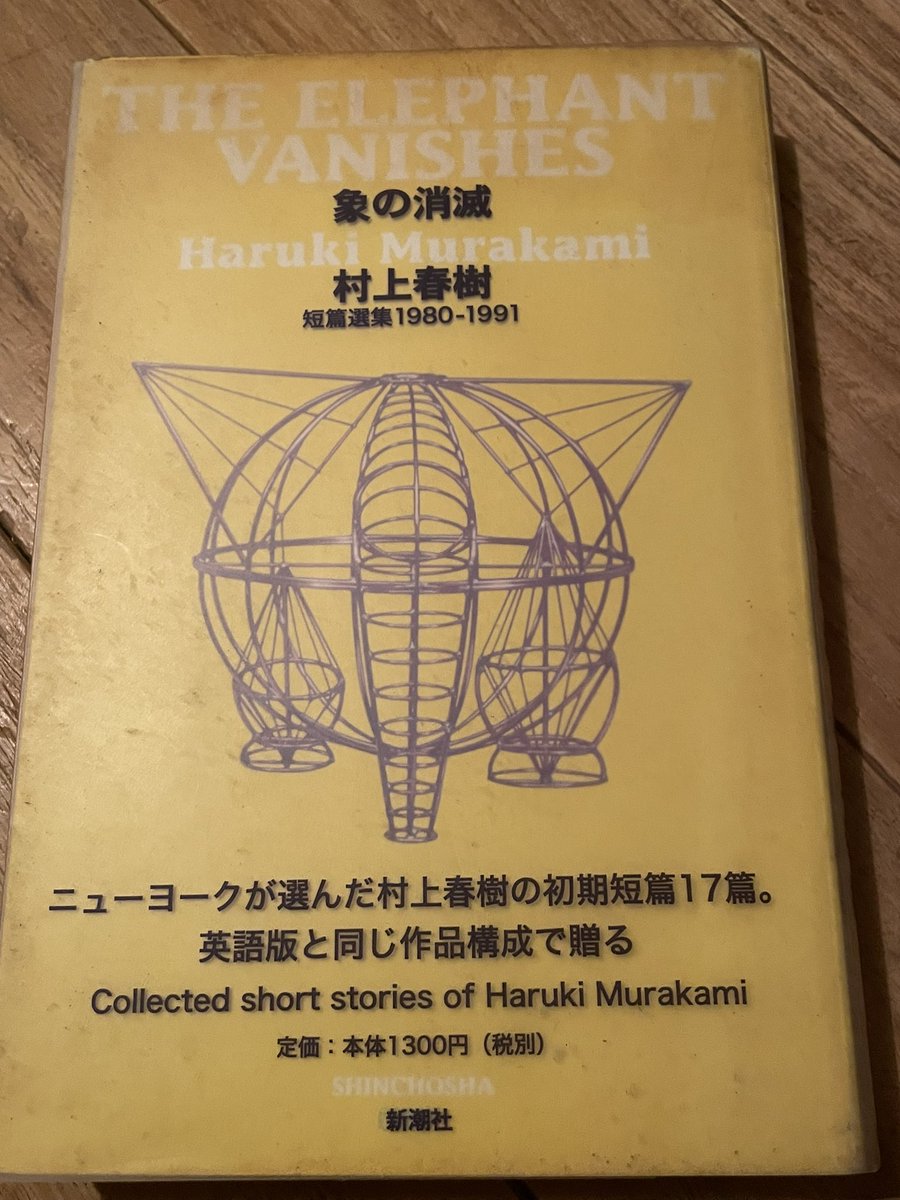 THE ELEPHANT
VANISHES
象の消滅
Haruki Murakami
村上春樹
短篇選集1980-1991
ニューヨークが選んだ村上春樹の初期短篇17篇。
英語版と同じ作品構成で贈る
Collected short stories of Haruki Murakami
定価：本体1300円（税別）
SHINCHOSHA
新潮社